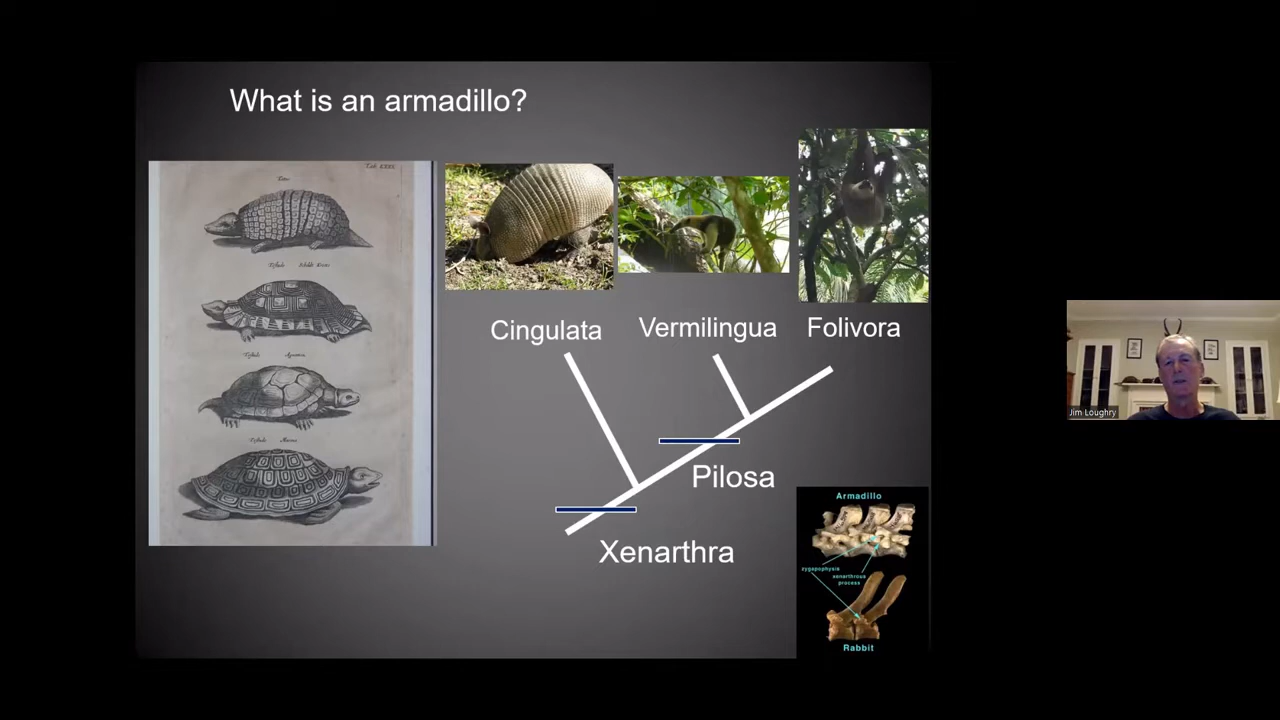 What is an armadillo?
Cingulata
Vermilingua
Folivora
Pilosa
Xenarthra
Armadillo
zygapophysis
xenarthrous
process
Rabbit
Jim Loughry